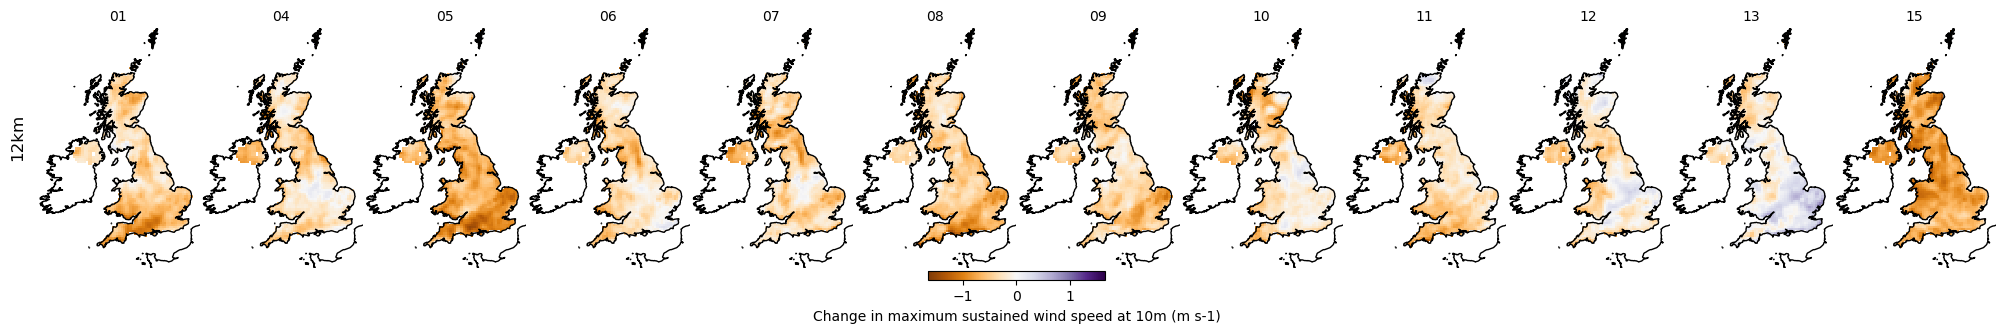 01 04 05 06 07 08 09 10 11 12 13 15
12km
−1 0 1
Change in maximum sustained wind speed at 10m (m s-1)